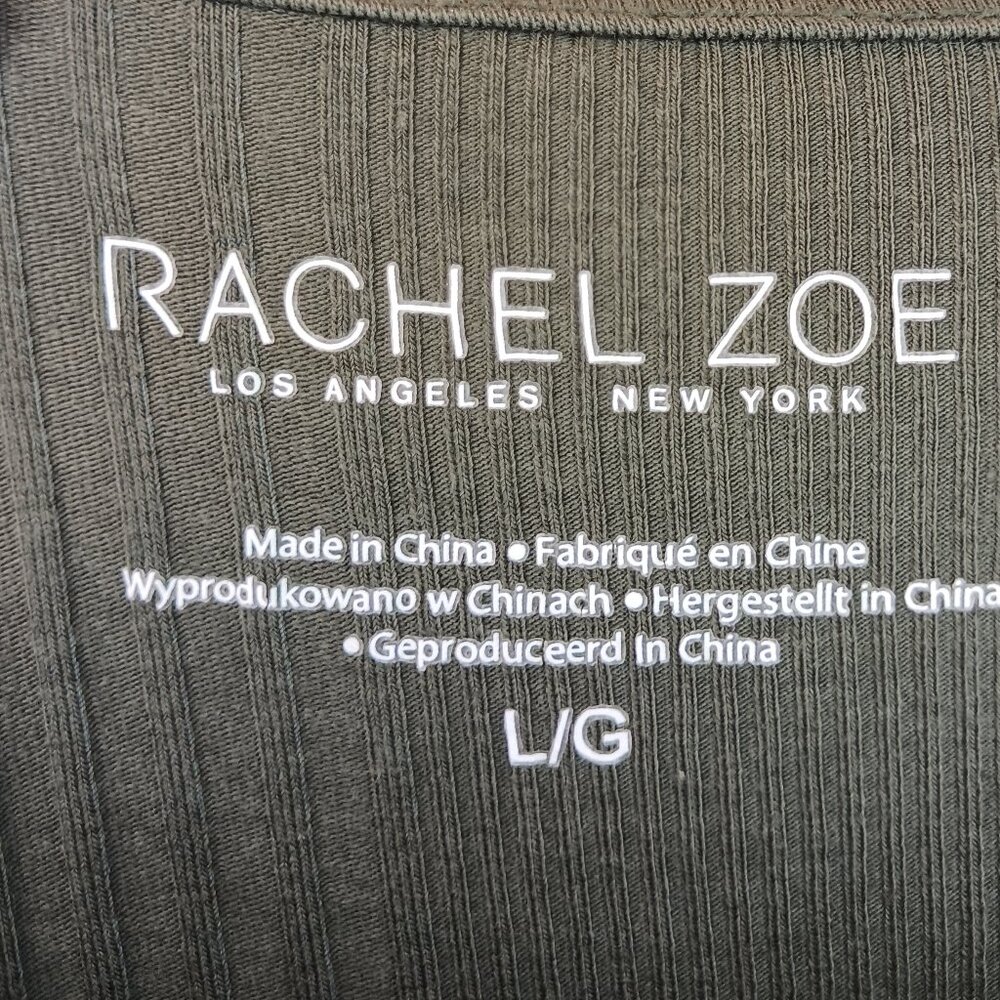 RACHEL ZOE
LOS ANGELES NEW YORK
Made in China • Fabriqué en Chine
Wyprodukowano w Chinach • Hergestellt in China
• Geproduceerd In China
L/G